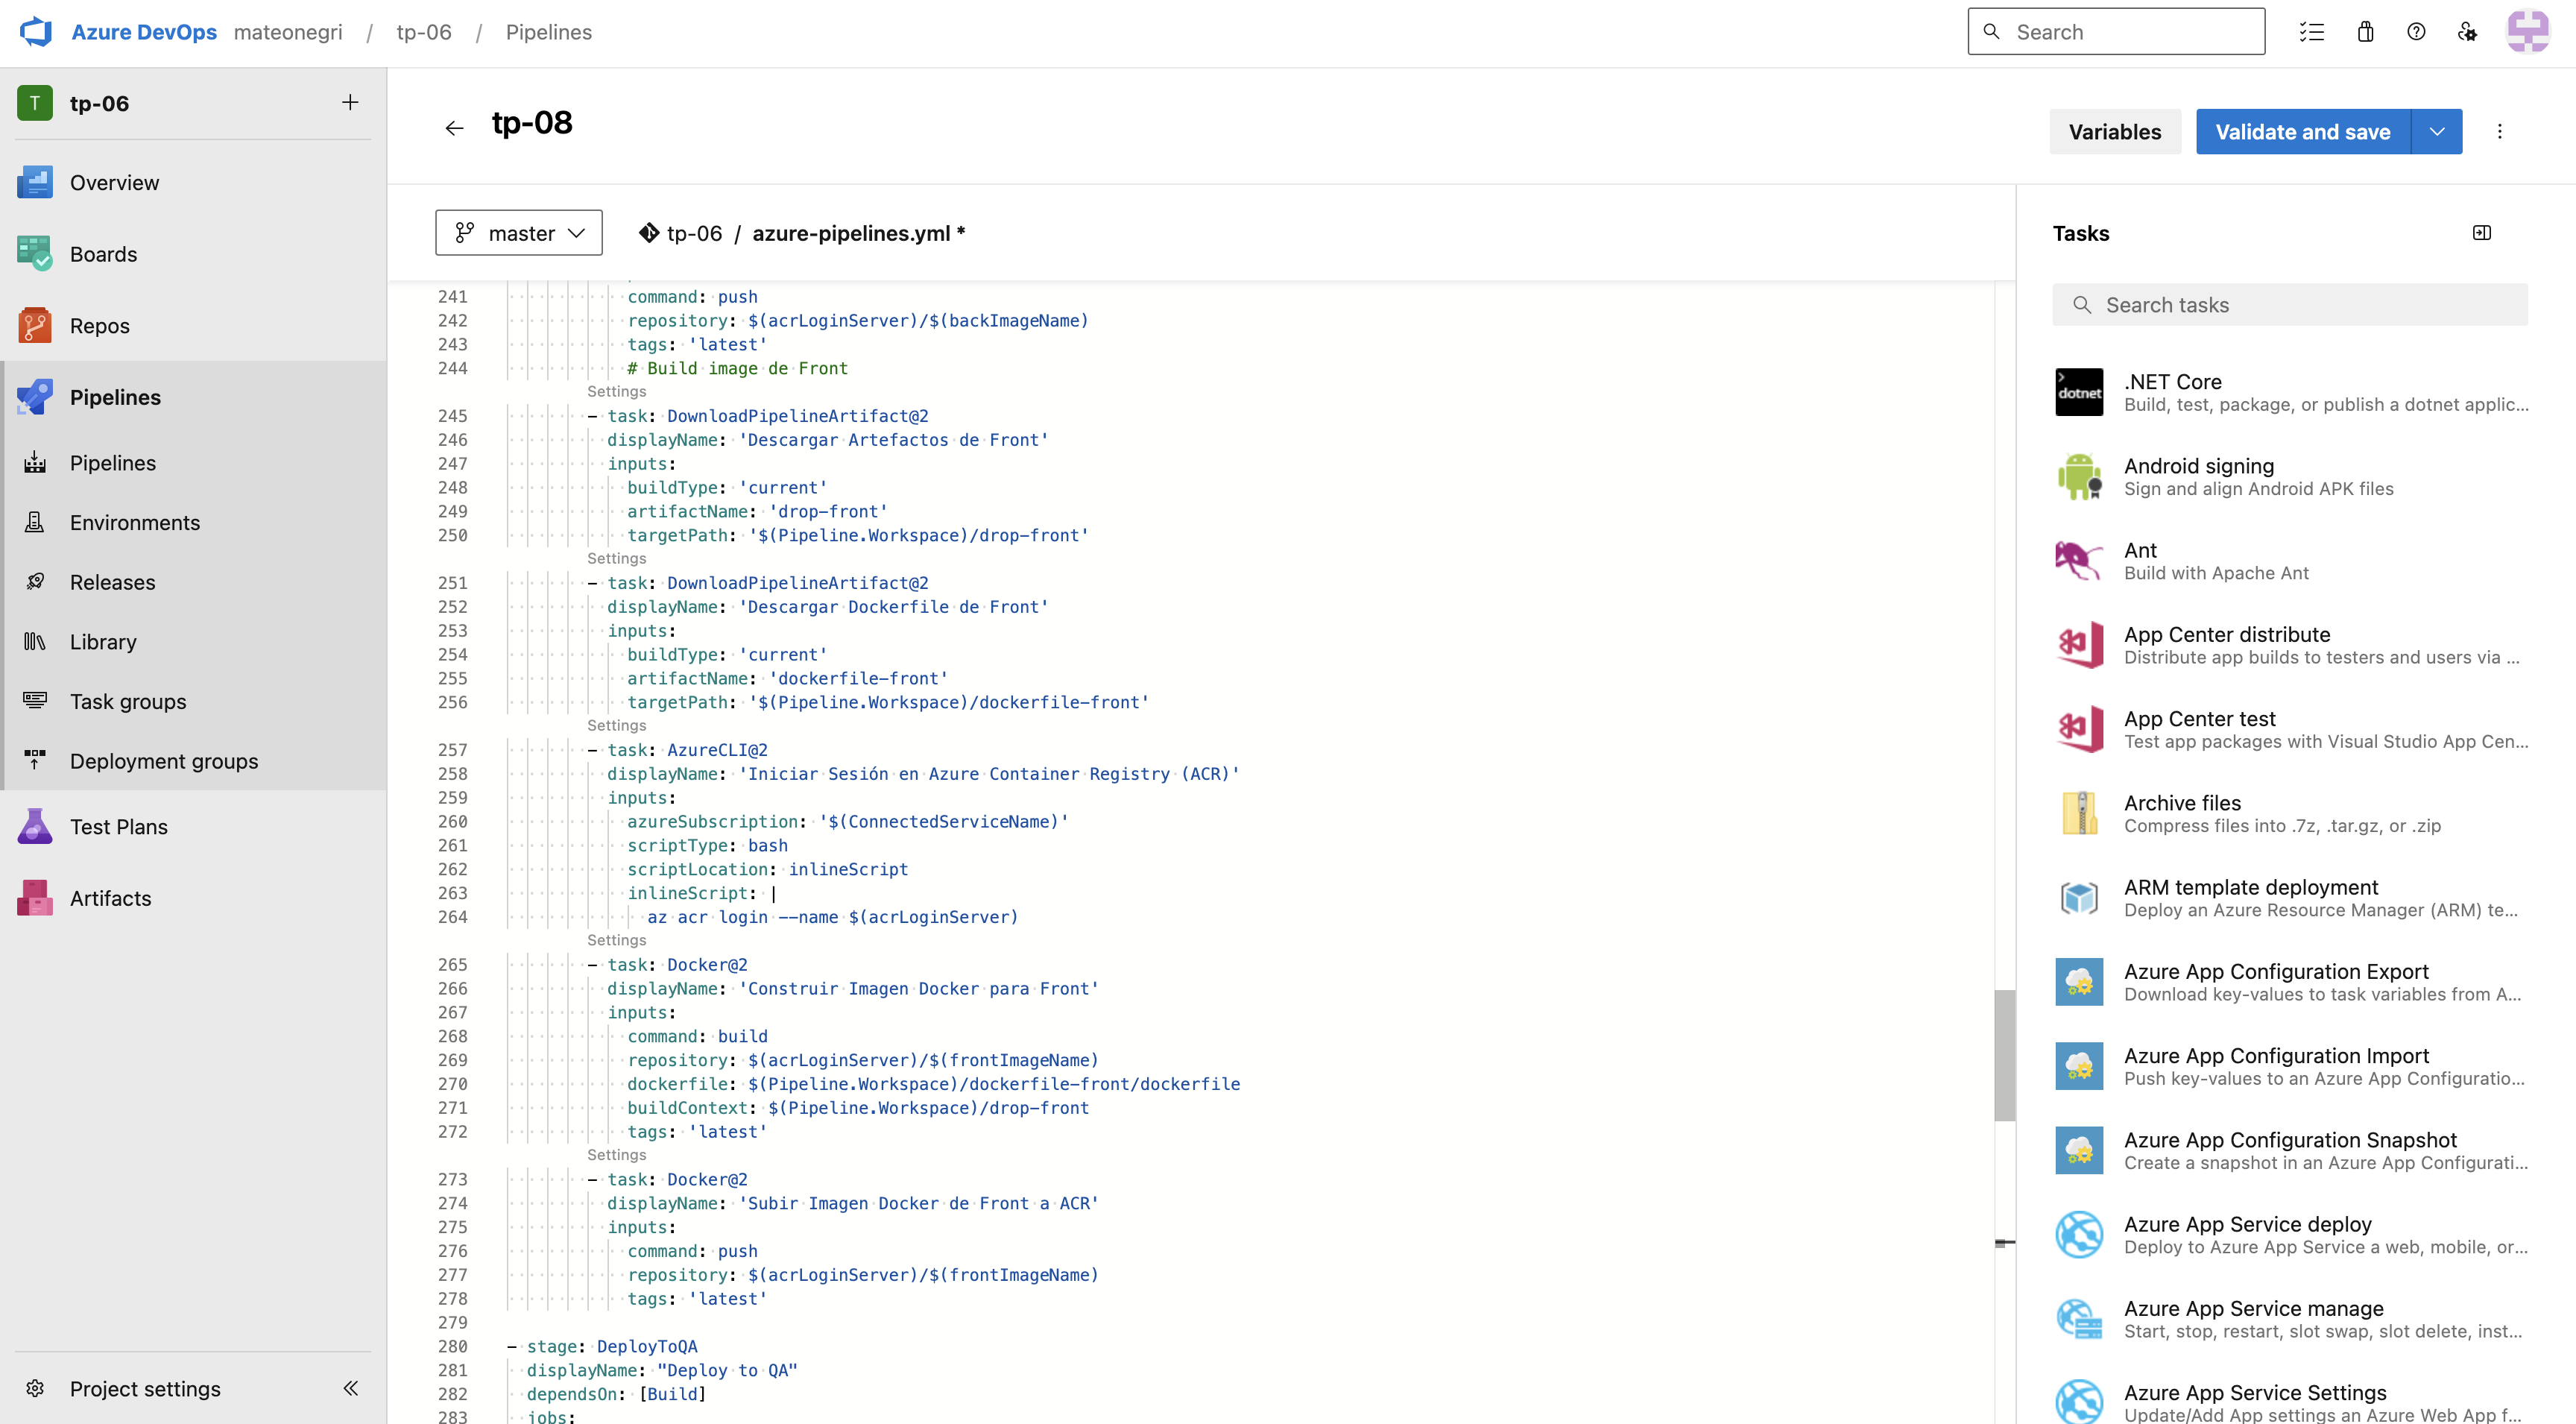 Azure DevOps mateonegri / tp-06 / Pipelines
Search
T tp-06
Overview
Boards
Repos
Pipelines
Pipelines
Environments
Releases
Library
Task groups
Deployment groups
Test Plans
Artifacts
Project settings
tp-08
Variables
Validate and save
master
tp-06 / azure-pipelines.yml *
241 command: push
242 repository: $(acrLoginServer)/$(backImageName)
243 tags: 'latest'
244 # Build image de Front
Settings
245 - task: DownloadPipelineArtifact@2
246 displayName: 'Descargar Artefactos de Front'
247 inputs:
248 buildType: 'current'
249 artifactName: 'drop-front'
250 targetPath: '$(Pipeline.Workspace)/drop-front'
Settings
251 - task: DownloadPipelineArtifact@2
252 displayName: 'Descargar Dockerfile de Front'
253 inputs:
254 buildType: 'current'
255 artifactName: 'dockerfile-front'
256 targetPath: '$(Pipeline.Workspace)/dockerfile-front'
Settings
257 - task: AzureCLI@2
258 displayName: 'Iniciar Sesión en Azure Container Registry (ACR)'
259 inputs:
260 azureSubscription: '$(ConnectedServiceName)'
261 scriptType: bash
262 scriptLocation: inlineScript
263 inlineScript: |
264 az acr login --name $(acrLoginServer)
Settings
265 - task: Docker@2
266 displayName: 'Construir Imagen Docker para Front'
267 inputs:
268 command: build
269 repository: $(acrLoginServer)/$(frontImageName)
270 dockerfile: $(Pipeline.Workspace)/dockerfile-front/dockerfile
271 buildContext: $(Pipeline.Workspace)/drop-front
272 tags: 'latest'
Settings
273 - task: Docker@2
274 displayName: 'Subir Imagen Docker de Front a ACR'
275 inputs:
276 command: push
277 repository: $(acrLoginServer)/$(frontImageName)
278 tags: 'latest'
279
280 - stage: DeployToQA
281 displayName: "Deploy to QA"
282 dependsOn: [Build]
283 jobs:
Tasks
Search tasks
dotnet
.NET Core
Build, test, package, or publish a dotnet applic...
Android signing
Sign and align Android APK files
Ant
Build with Apache Ant
App Center distribute
Distribute app builds to testers and users via ...
App Center test
Test app packages with Visual Studio App Cen...
Archive files
Compress files into .7z, .tar.gz, or .zip
ARM template deployment
Deploy an Azure Resource Manager (ARM) te...
Azure App Configuration Export
Download key-values to task variables from A...
Azure App Configuration Import
Push key-values to an Azure App Configuratio...
Azure App Configuration Snapshot
Create a snapshot in an Azure App Configurati...
Azure App Service deploy
Deploy to Azure App Service a web, mobile, or...
Azure App Service manage
Start, stop, restart, slot swap, slot delete, inst...
Azure App Service Settings
Update/Add App settings an Azure Web App f...